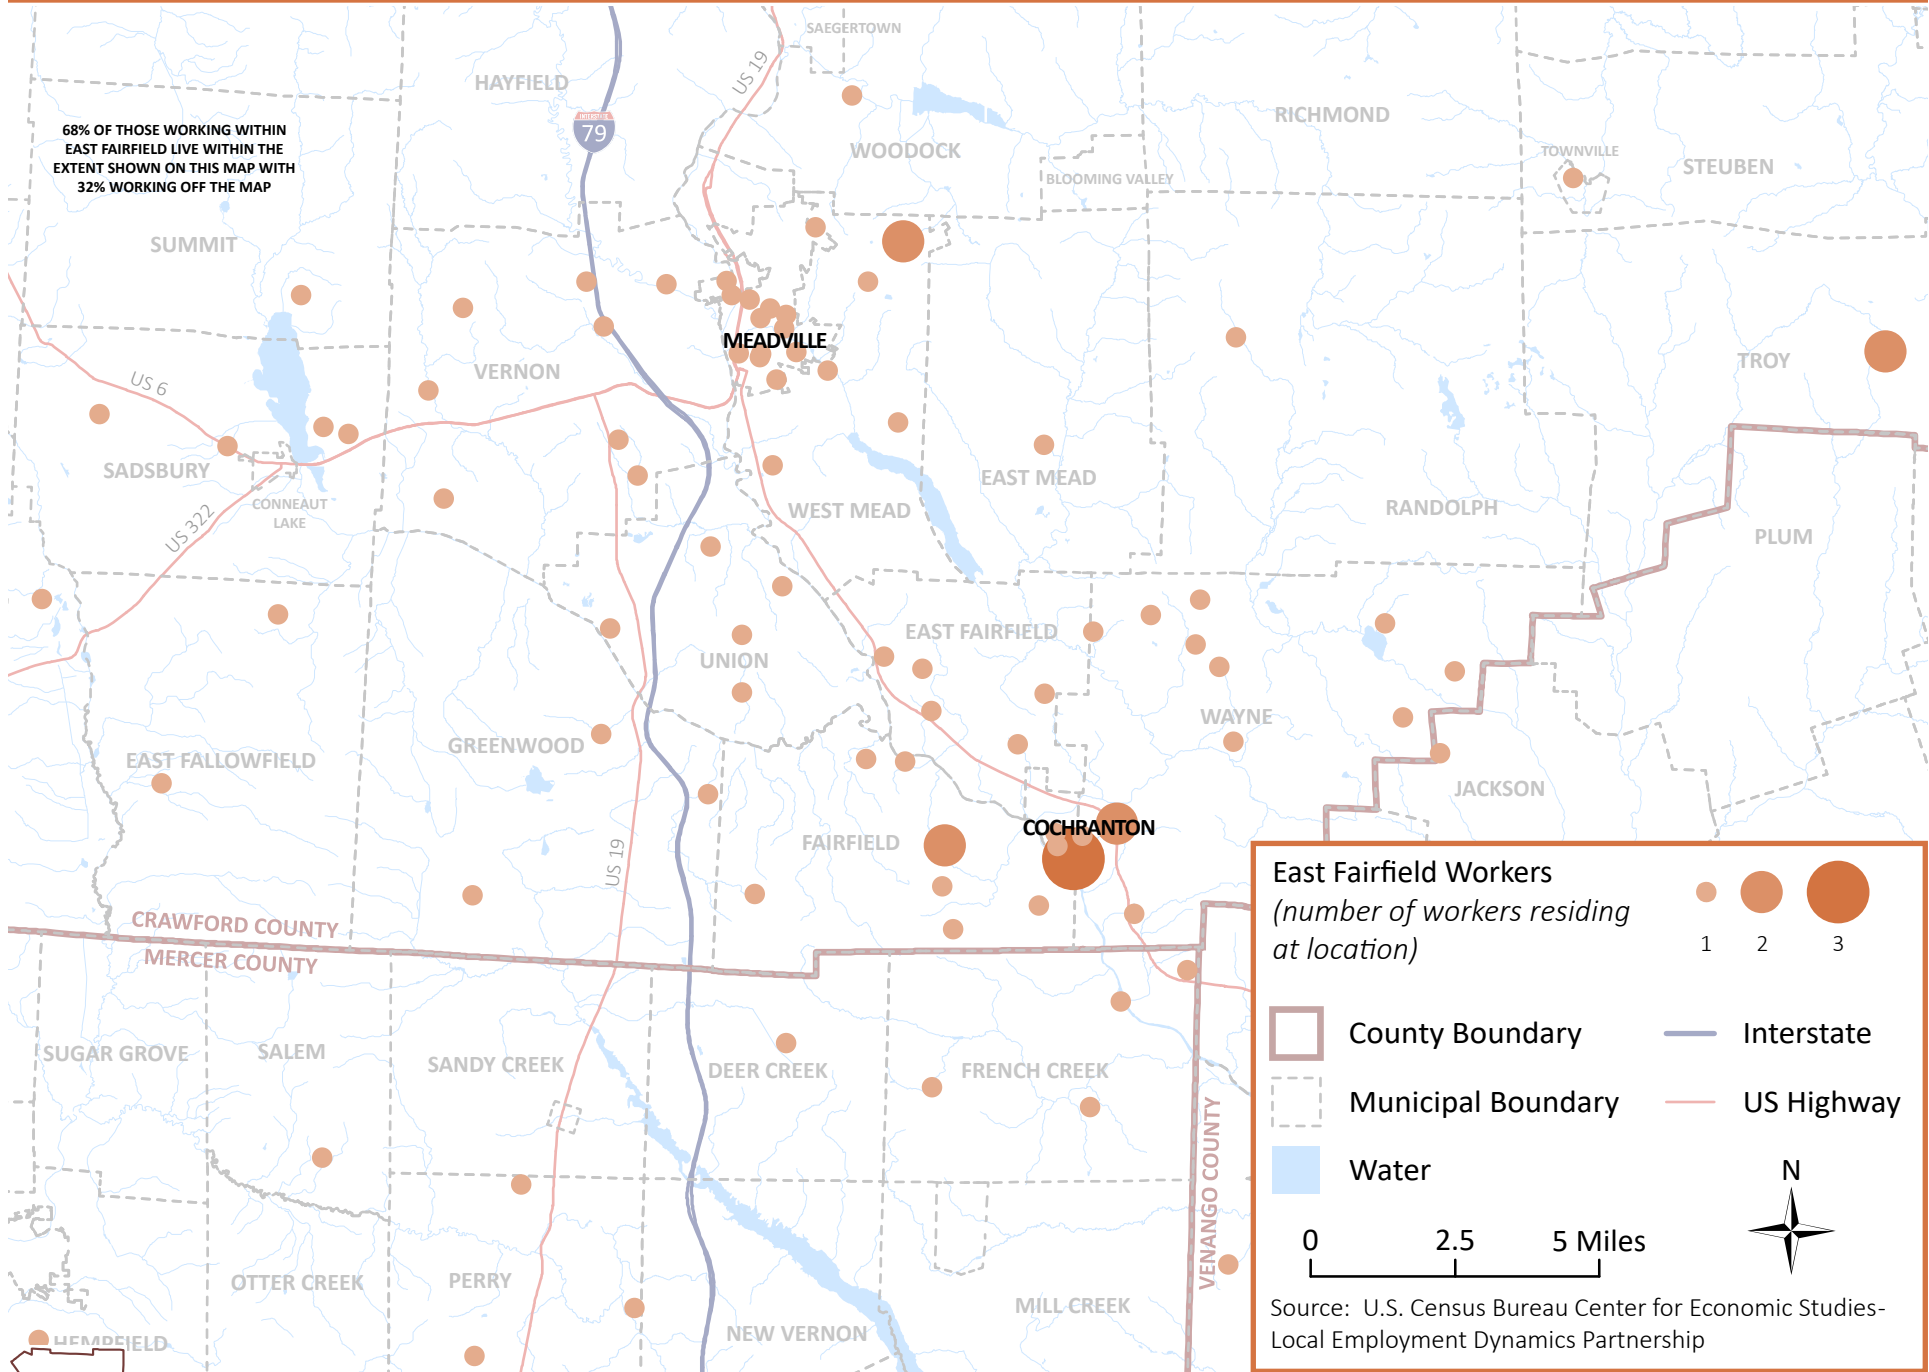 SAEGERTOWN
HAYFIELD
US 19
INTERSTATE
79
RICHMOND
68% OF THOSE WORKING WITHIN
EAST FAIRFIELD LIVE WITHIN THE
EXTENT SHOWN ON THIS MAP WITH
32% WORKING OFF THE MAP
WOODOCK
TOWNVILLE
STEUBEN
BLOOMING VALLEY
SUMMIT
MEADVILLE
TROY
VERNON
US 6
SADSBURY
EAST MEAD
CONNEAUT
LAKE
WEST MEAD
RANDOLPH
US 322
PLUM
EAST FAIRFIELD
UNION
WAYNE
GREENWOOD
EAST FALLOWFIELD
JACKSON
COCHRANTON
FAIRFIELD
US 19
CRAWFORD COUNTY
MERCER COUNTY
SUGAR GROVE
SALEM
SANDY CREEK
DEER CREEK
FRENCH CREEK
VENANGO COUNTY
OTTER CREEK
PERRY
MILL CREEK
NEW VERNON
HEMPFIELD
East Fairfield Workers
(number of workers residing
at location)
1 2 3
County Boundary
Interstate
Municipal Boundary
US Highway
Water
N
0 2.5 5 Miles
Source: U.S. Census Bureau Center for Economic Studies-
Local Employment Dynamics Partnership